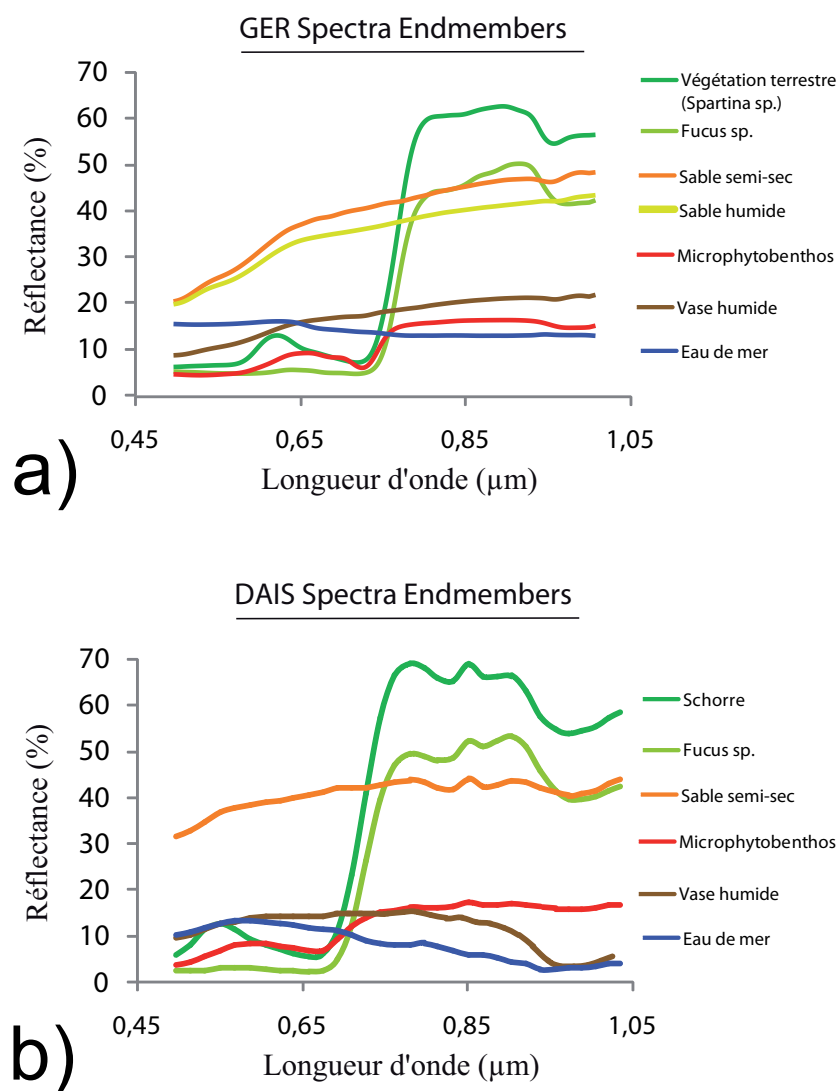 GER Spectra Endmembers
Réflectance (%)
70
60
50
40
30
20
10
0
0,45
0,65
0,85
1,05
Longueur d'onde (µm)
Végétation terrestre
(Spartina sp.)
Fucus sp.
Sable semi-sec
Sable humide
Microphytobenthos
Vase humide
Eau de mer
a)
DAIS Spectra Endmembers
Réflectance (%)
70
60
50
40
30
20
10
0
0,45
0,65
0,85
1,05
Longueur d'onde (µm)
Schorre
Fucus sp.
Sable semi-sec
Microphytobenthos
Vase humide
Eau de mer
b)